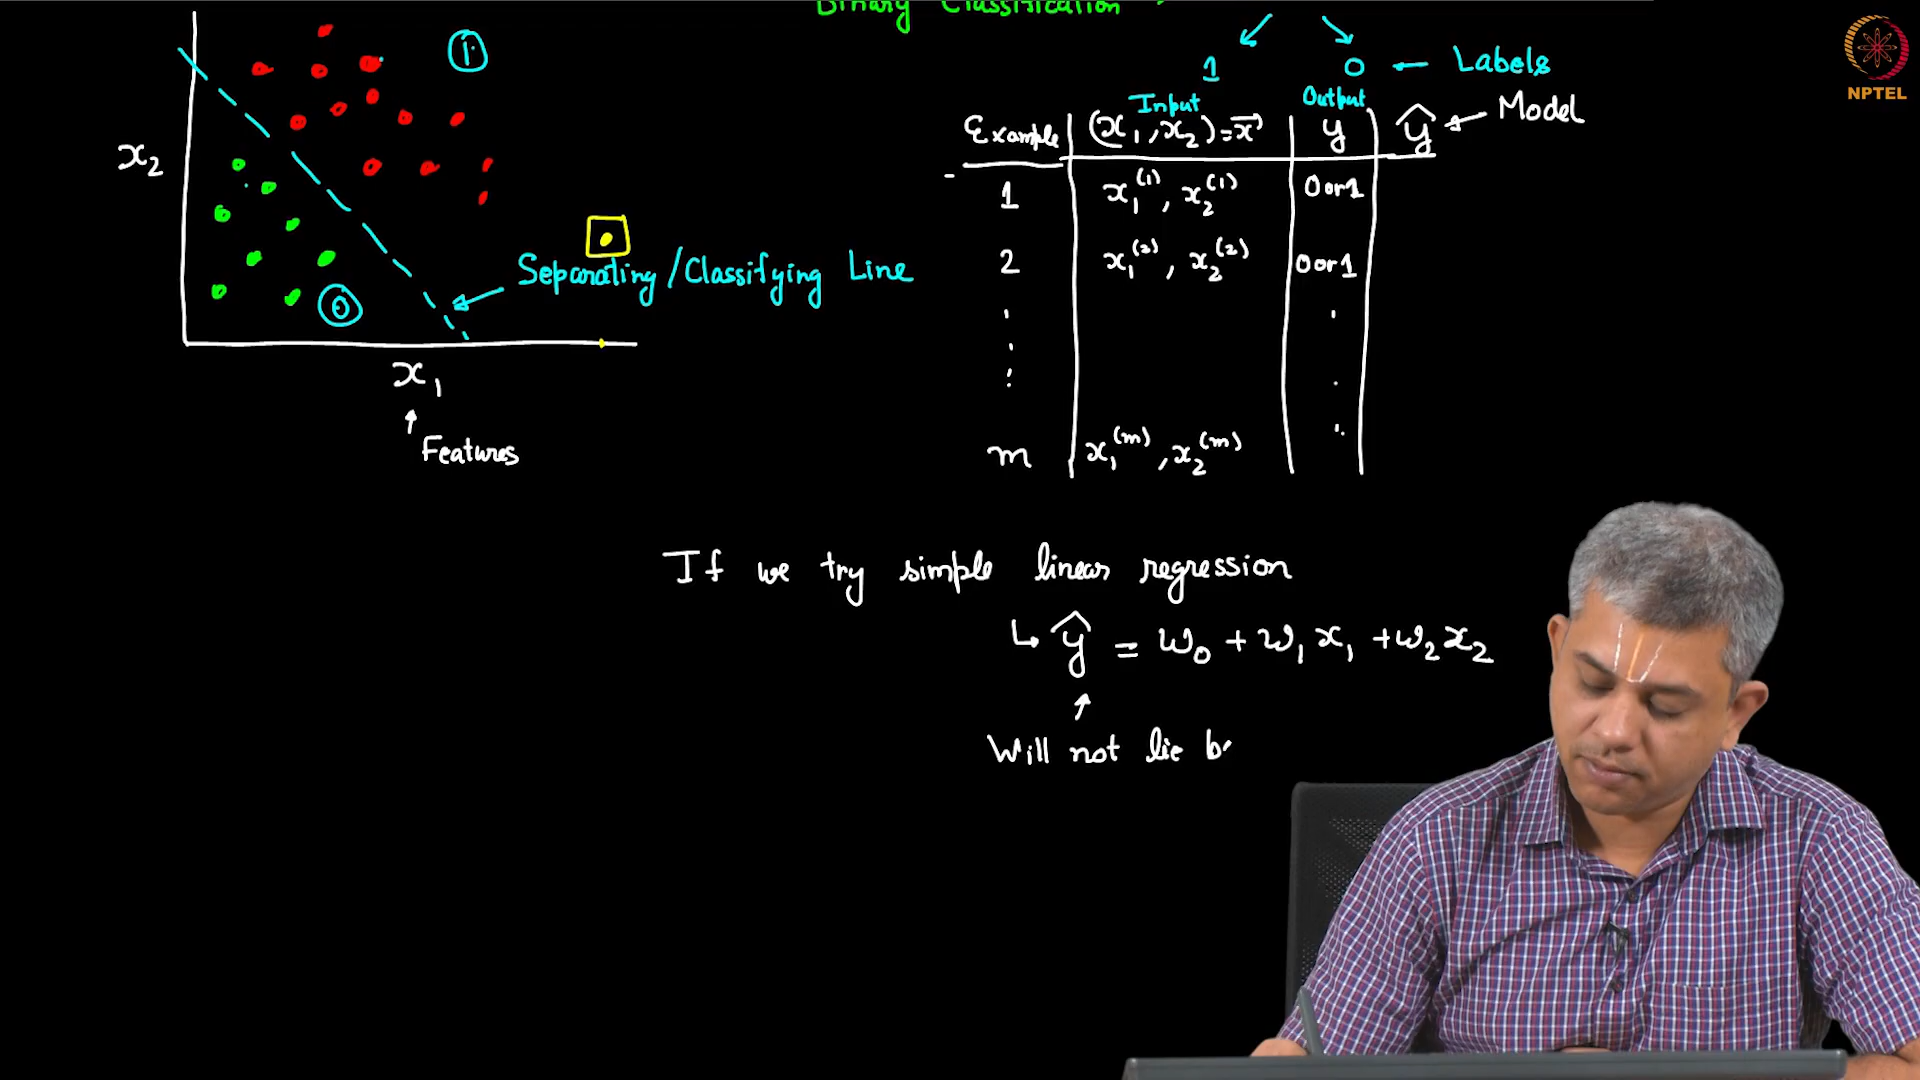 Binary Classification
1
1 0 ← Labels
NPTEL
Input Output
Example (x₁, x₂) = x⃗ y ŷ ← Model
x₂
1 x₁⁽¹⁾, x₂⁽¹⁾ 0 or 1
2 x₁⁽²⁾, x₂⁽²⁾ 0 or 1
Separating/Classifying Line
0
x₁
Features
m x₁⁽ᵐ⁾, x₂⁽ᵐ⁾
If we try simple linear regression
ŷ = w₀ + w₁x₁ + w₂x₂
Will not lie b